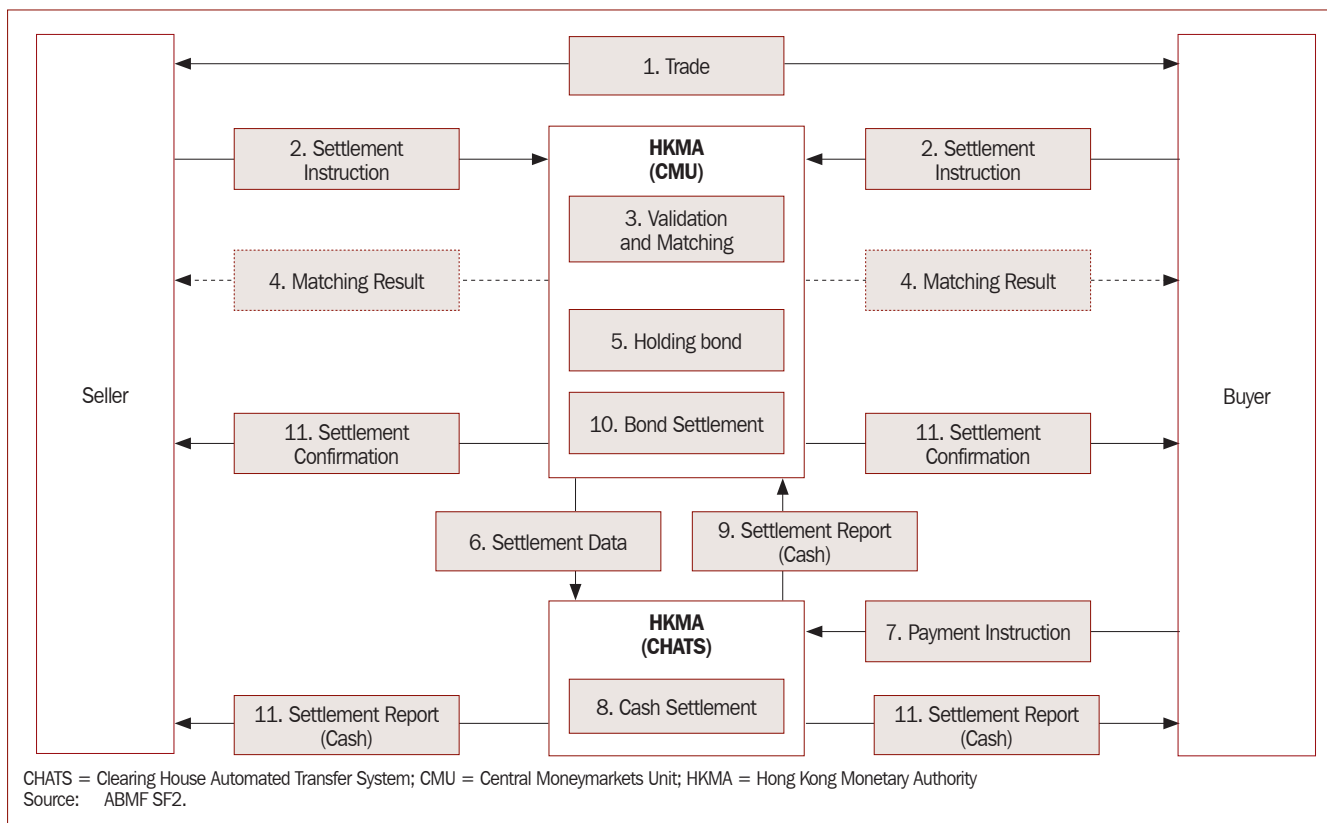 1. Trade
2. Settlement
Instruction
HKMA
(CMU)
2. Settlement
Instruction
3. Validation
and Matching
4. Matching Result
4. Matching Result
5. Holding bond
Seller
Buyer
10. Bond Settlement
11. Settlement
Confirmation
11. Settlement
Confirmation
6. Settlement Data
9. Settlement Report
(Cash)
HKMA
(CHATS)
7. Payment Instruction
8. Cash Settlement
11. Settlement Report
(Cash)
11. Settlement Report
(Cash)
CHATS = Clearing House Automated Transfer System; CMU = Central Moneymarkets Unit; HKMA = Hong Kong Monetary Authority
Source: ABMF SF2.